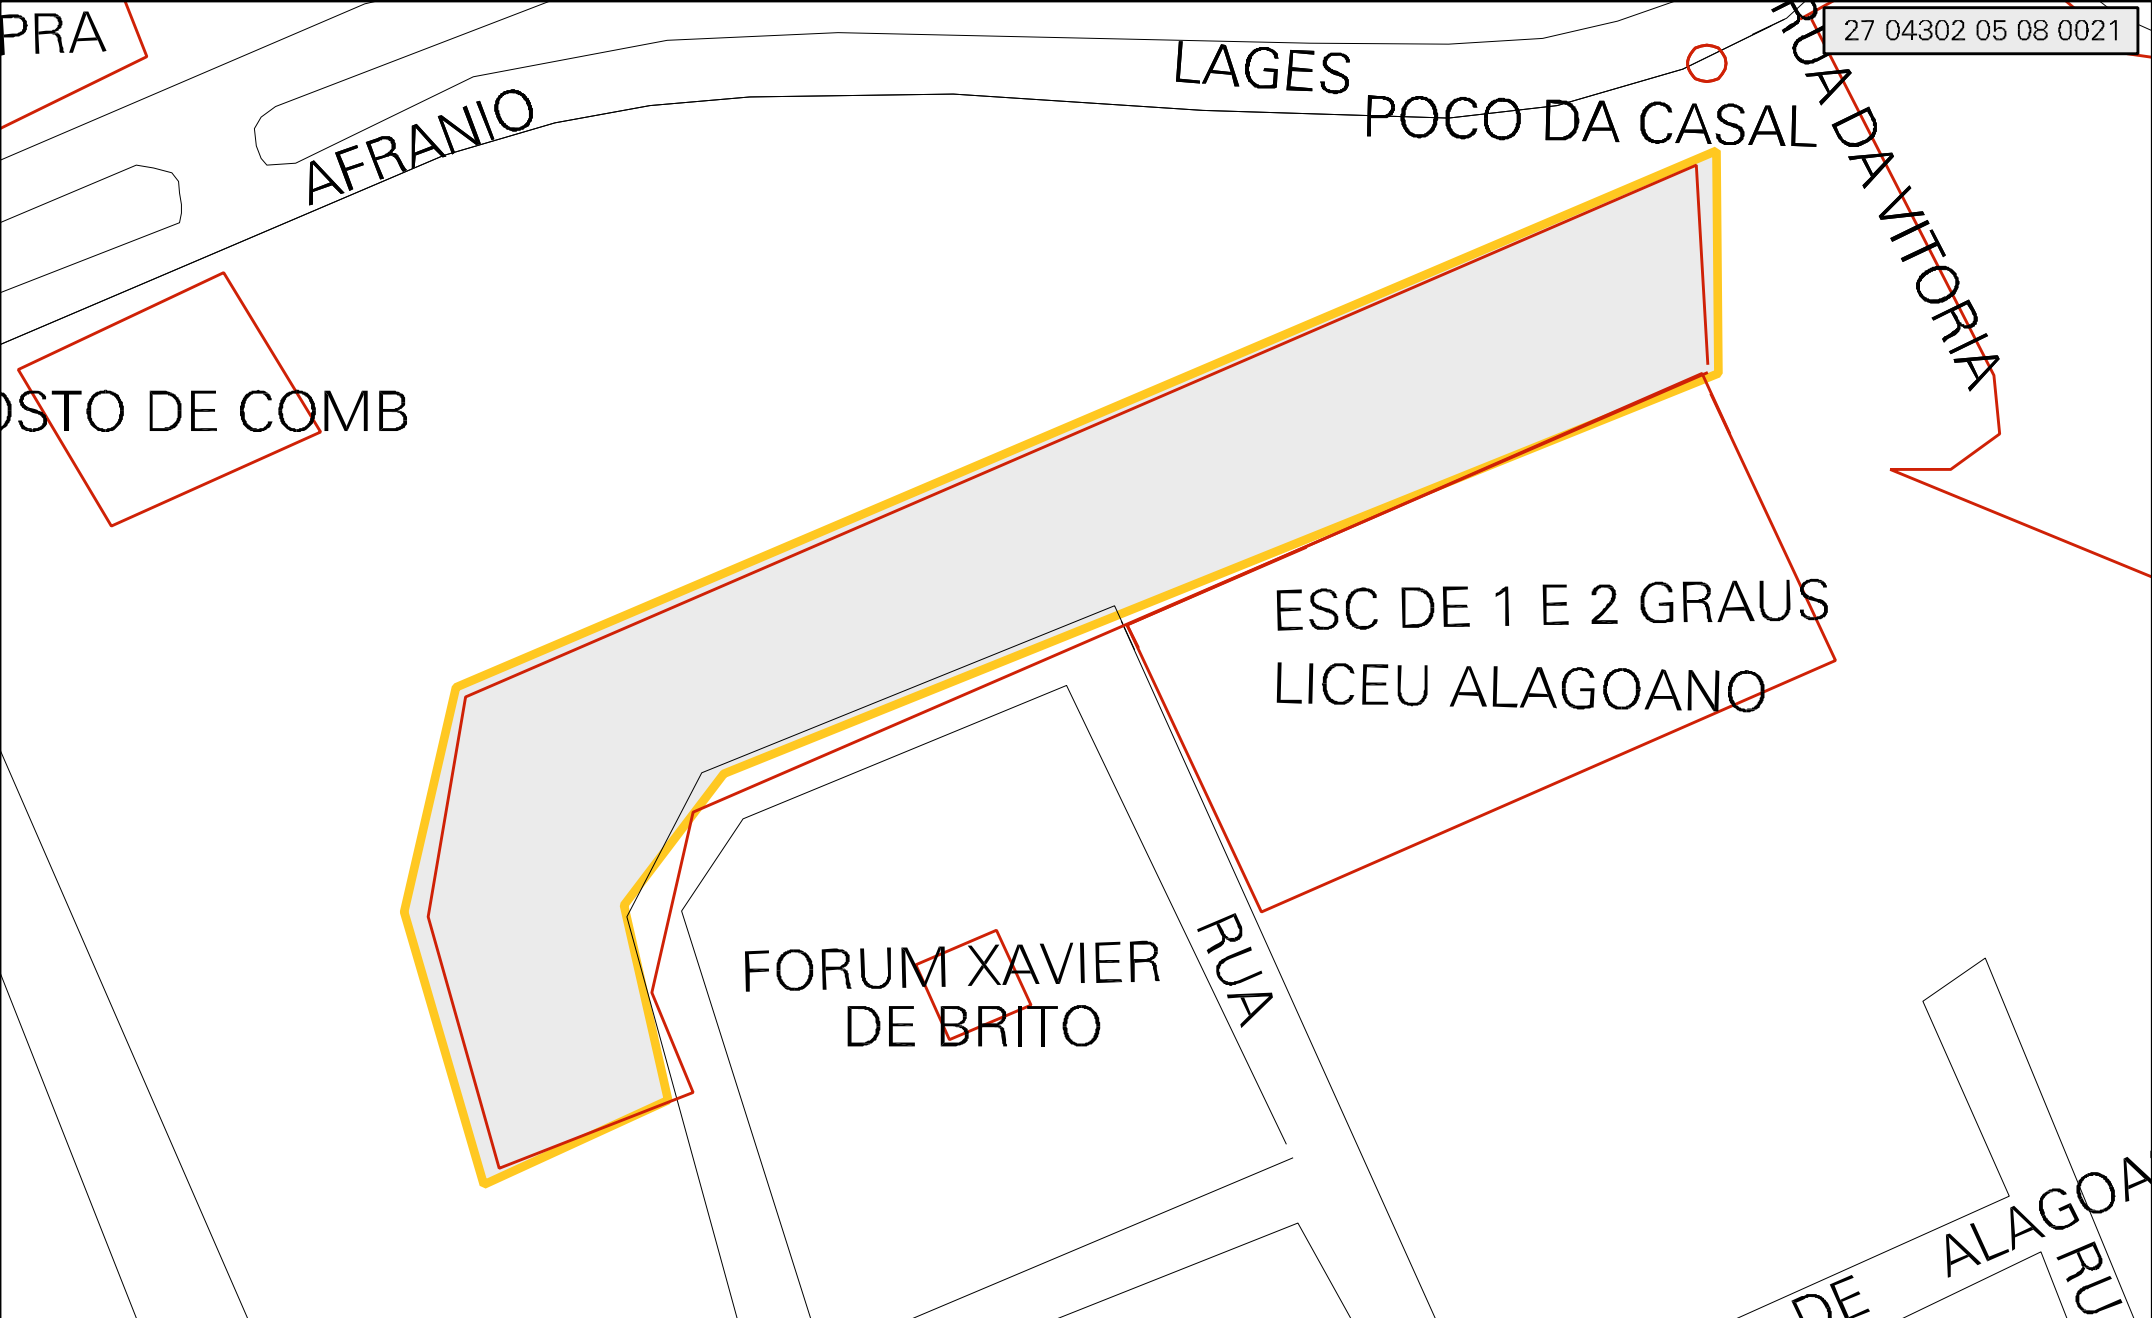 PRA
27 04302 05 08 0021
LAGES
AFRANIO
POCO DA CASAL
RUA DA VITORIA
OSTO DE COMB
ESC DE 1 E 2 GRAUS
LICEU ALAGOANO
FORUM XAVIER
DE BRITO
RUA
DE ALAGOA
RU